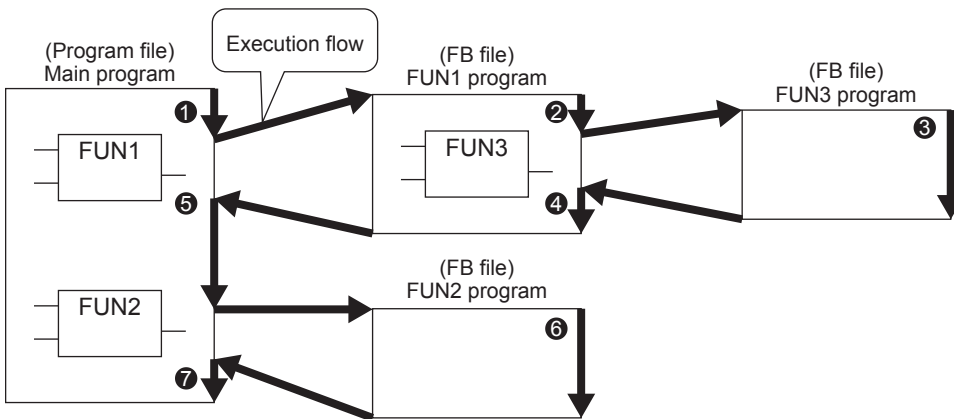 (Program file)
Main program
Execution flow
(FB file)
FUN1 program
(FB file)
FUN3 program
❶
❷
❸
FUN1
FUN3
❺
❹
(FB file)
FUN2 program
FUN2
❻
❼